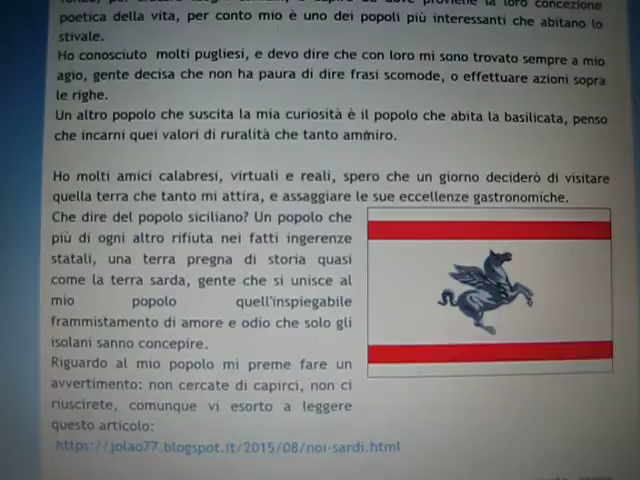 poetica della vita, per conto mio è uno dei popoli più interessanti che abitano lo
stivale.
Ho conosciuto molti pugliesi, e devo dire che con loro mi sono trovato sempre a mio
agio, gente decisa che non ha paura di dire frasi scomode, o effettuare azioni sopra
le righe.
Un altro popolo che suscita la mia curiosità è il popolo che abita la basilicata, penso
che incarni quei valori di ruralità che tanto ammiro.
Ho molti amici calabresi, virtuali e reali, spero che un giorno deciderò di visitare
quella terra che tanto mi attira, e assaggiare le sue eccellenze gastronomiche.
Che dire del popolo siciliano? Un popolo che
più di ogni altro rifiuta nei fatti ingerenze
statali, una terra pregna di storia quasi
come la terra sarda, gente che si unisce al
mio popolo quell'inspiegabile
frammistamento di amore e odio che solo gli
isolani sanno concepire.
Riguardo al mio popolo mi preme fare un
avvertimento: non cercate di capirci, non ci
riuscirete, comunque vi esorto a leggere
questo articolo:
https://jolao77.blogspot.it/2015/08/noi-sardi.html